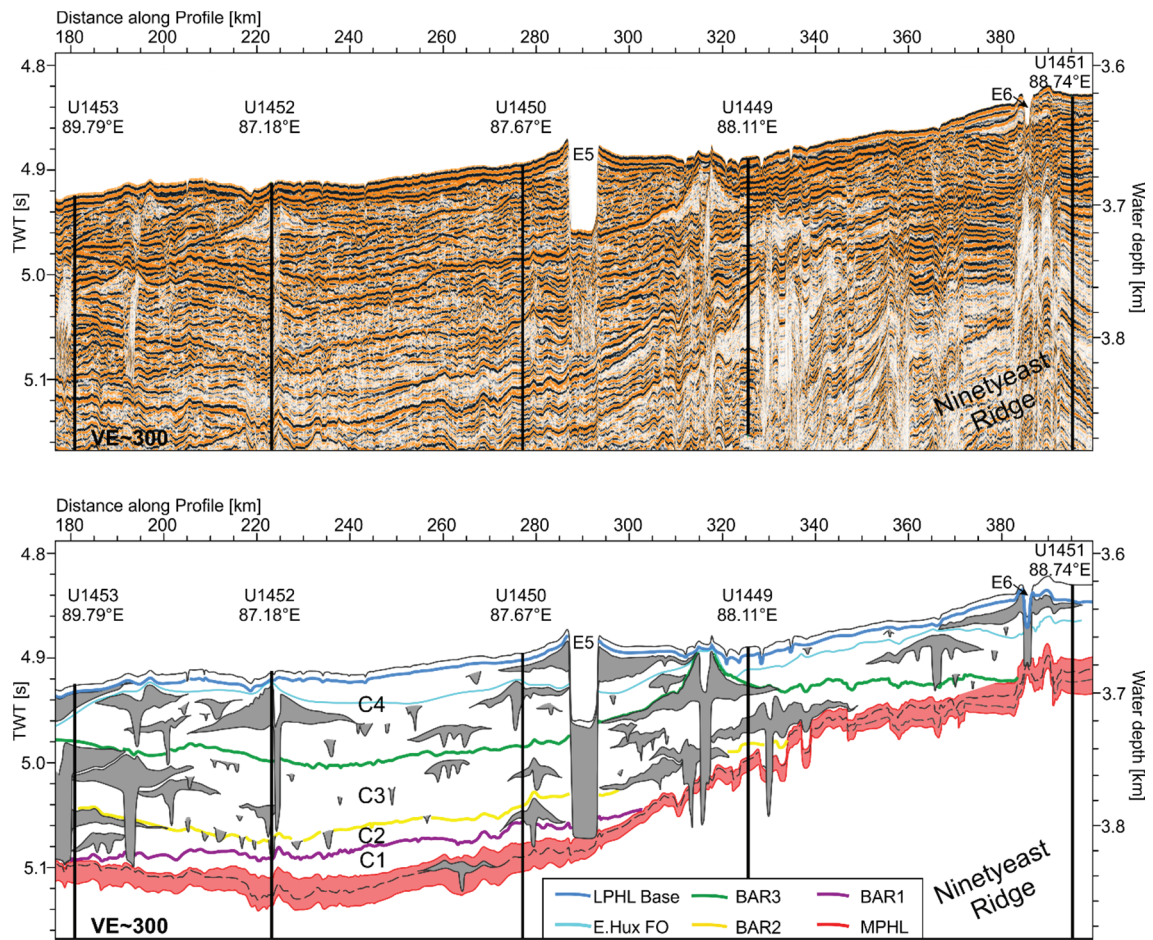 Distance along Profile [km]
180 200 220 240 260 280 300 320 340 360 380
4.8 3.6
U1451
88.74°E
E6
U1453 U1452 U1450 U1449
89.79°E 87.18°E 87.67°E 88.11°E
E5
4.9
3.7
TWT [s]
Water depth [km]
5.0
3.8
5.1
Ninetyeast
Ridge
VE~300
Distance along Profile [km]
180 200 220 240 260 280 300 320 340 360 380
4.8 3.6
U1451
88.74°E
E6
U1453 U1452 U1450 U1449
89.79°E 87.18°E 87.67°E 88.11°E
E5
4.9
3.7
C4
TWT [s]
Water depth [km]
5.0
C3
3.8
C2
C1
5.1
Ninetyeast
Ridge
LPHL Base BAR3 BAR1
E.Hux FO BAR2 MPHL
VE~300